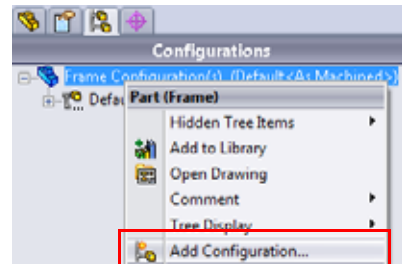 Configurations
Frame Configuration(s) (Default<As Machined>)
Defau
Part (Frame)
Hidden Tree Items
Add to Library
Open Drawing
Comment
Tree Display
Add Configuration...